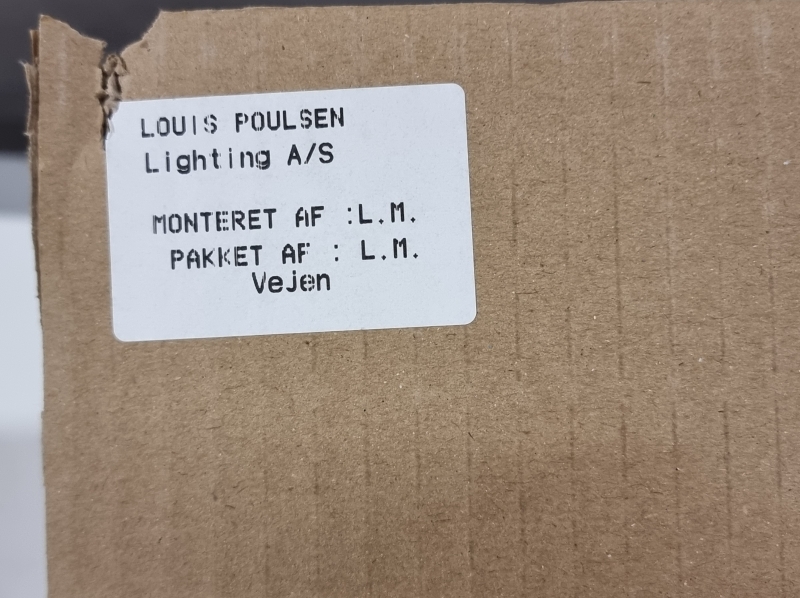 LOUIS POULSEN
Lighting A/S
MONTERET AF :L.M.
PAKKET AF : L.M.
Vejen